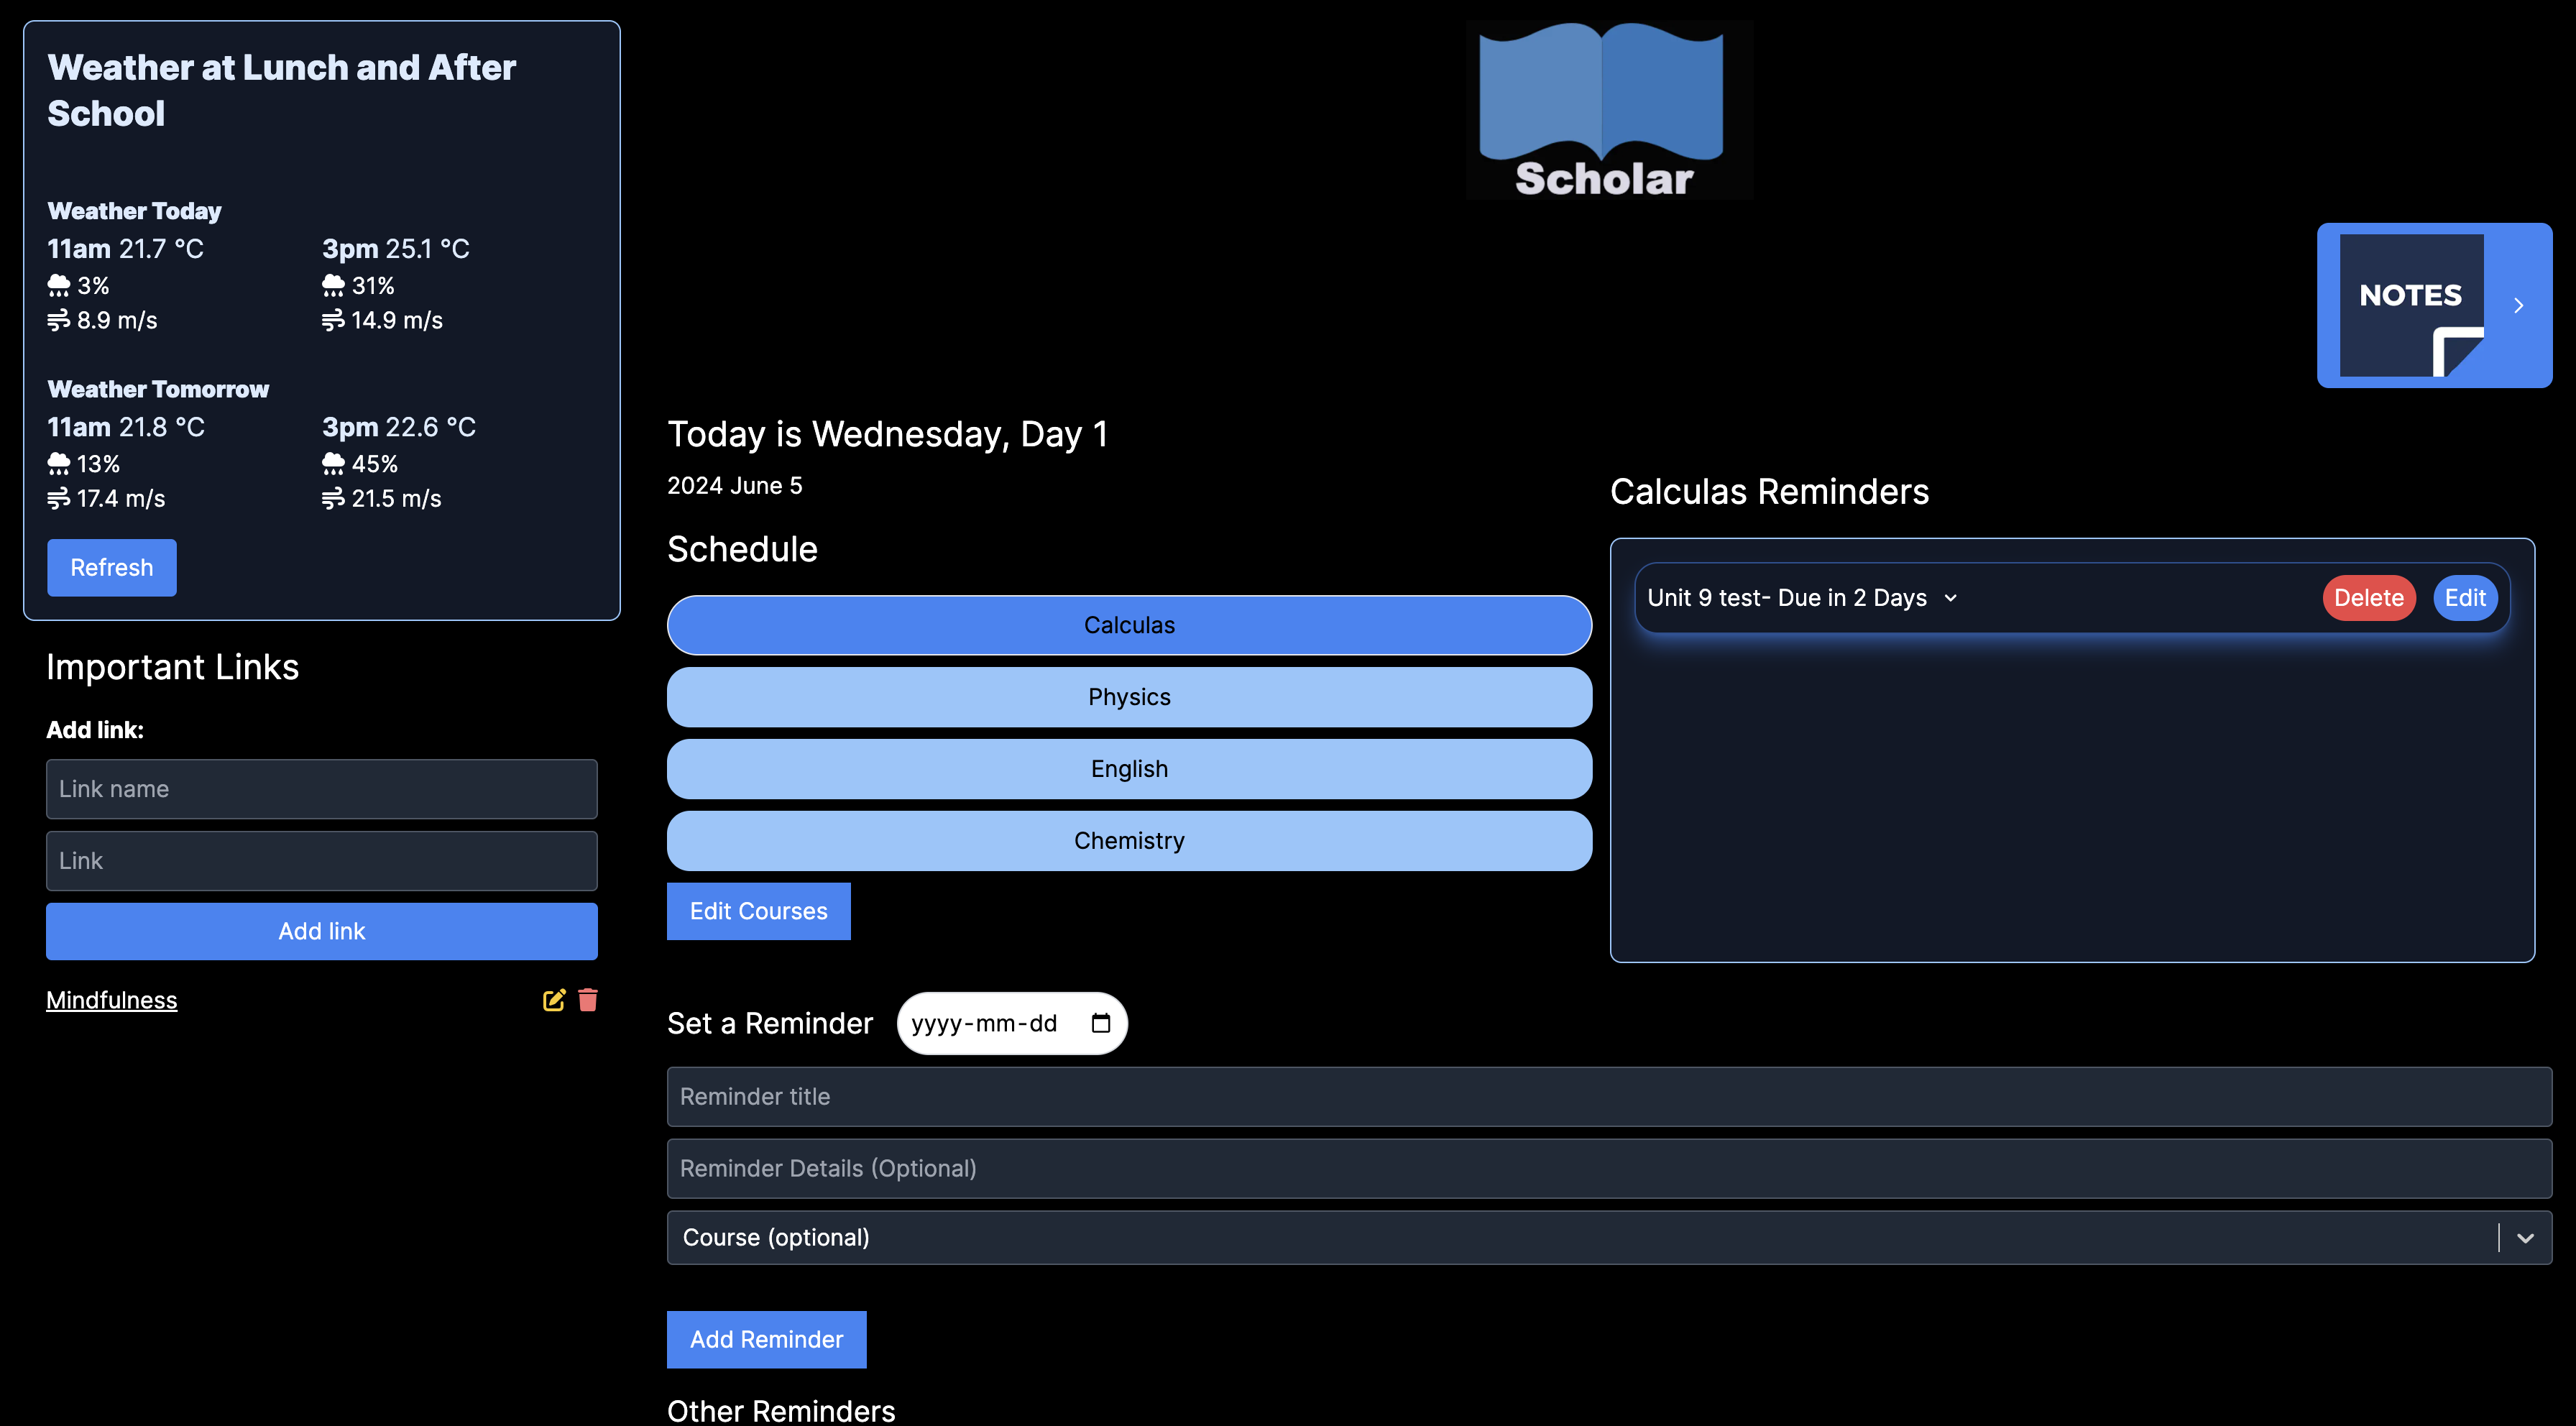 Weather at Lunch and After
School
Weather Today
11am 21.7 °C
3%
8.9 m/s
3pm 25.1 °C
31%
14.9 m/s
Weather Tomorrow
11am 21.8 °C
13%
17.4 m/s
3pm 22.6 °C
45%
21.5 m/s
Refresh
Important Links
Add link:
Link name
Link
Add link
Mindfulness
Scholar
NOTES
Today is Wednesday, Day 1
2024 June 5
Schedule
Calculas
Physics
English
Chemistry
Edit Courses
Calculas Reminders
Unit 9 test- Due in 2 Days
Delete
Edit
Set a Reminder
yyyy-mm-dd
Reminder title
Reminder Details (Optional)
Course (optional)
Add Reminder
Other Reminders